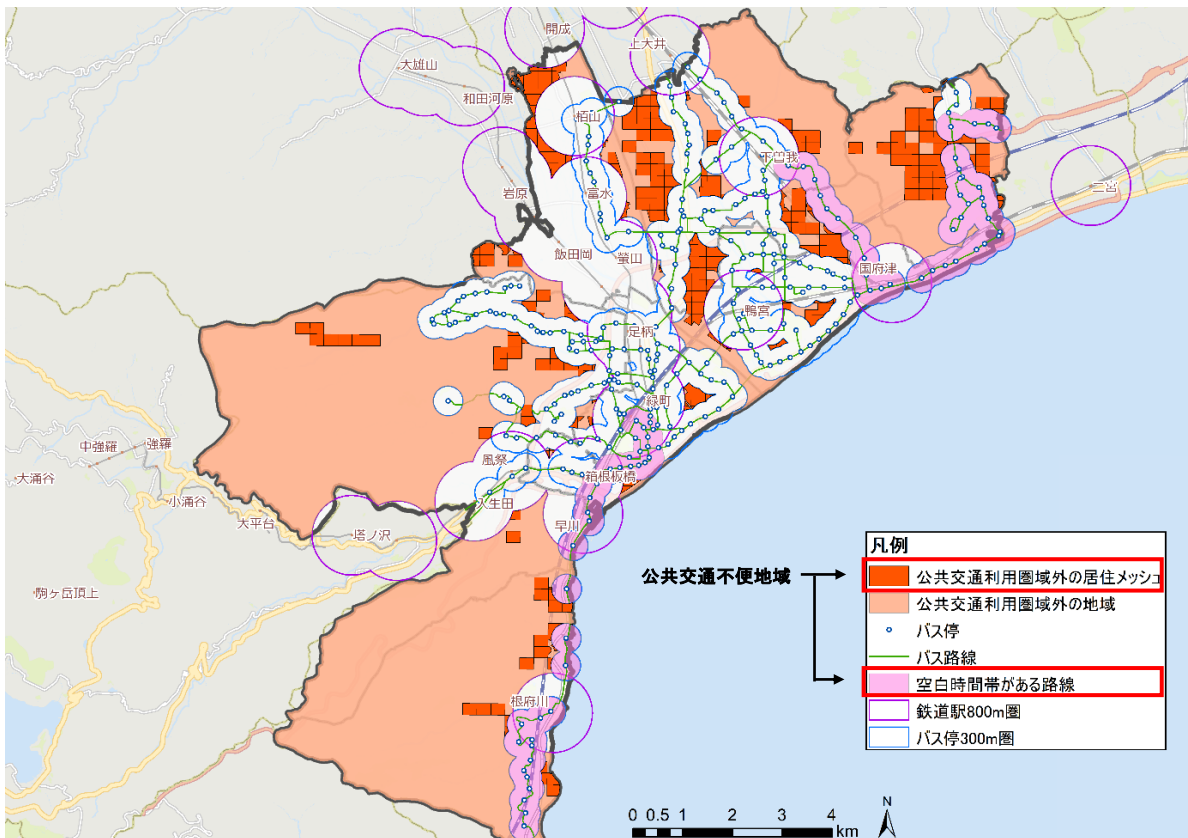 開成
上大井
大雄山
和田河原
栢山
下曽我
岩原
富水
二宮
飯田岡
螢田
国府津
鴨宮
足柄
緑町
中強羅
強羅
風祭
箱根板橋
大涌谷
小涌谷
入生田
大平台
早川
塔ノ沢
駒ヶ岳頂上
根府川
公共交通不便地域
凡例
公共交通利用圏域外の居住メッシュ
公共交通利用圏域外の地域
バス停
バス路線
空白時間帯がある路線
鉄道駅800m圏
バス停300m圏
0 0.5 1 2 3 4
km
N